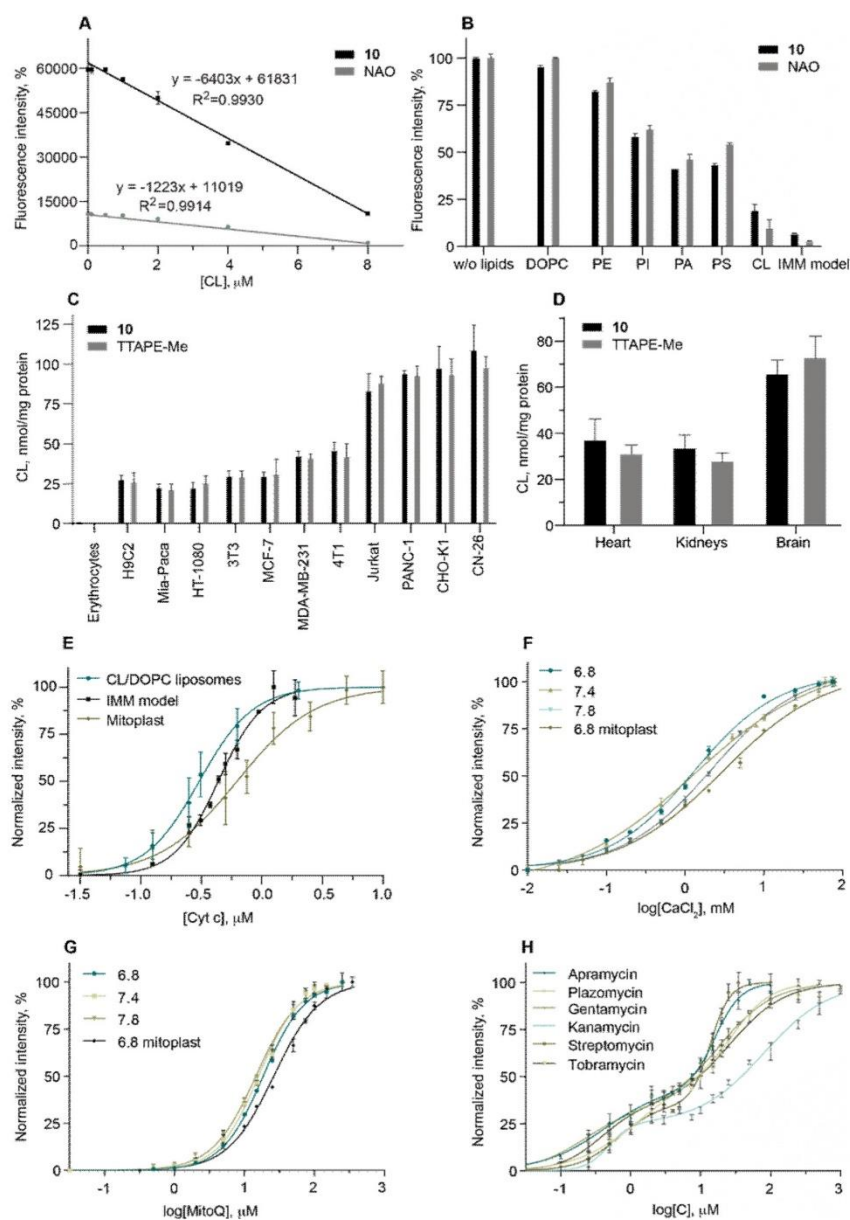 A
10
NAO
y = -6403x + 61831
R2=0.9930
y = -1223x + 11019
R2=0.9914
60000
45000
30000
15000
0
Fluorescence intensity, %
0 2 4 6 8
[CL], µM
B
10
NAO
100
75
50
25
0
Fluorescence intensity, %
w/o lipids DOPC PE PI PA PS CL IMM model
C
10
TTAPE-Me
125
100
75
50
25
0
CL, nmol/mg protein
Erythrocytes
H9C2
Mia-Paca
HT-1080
3T3
MCF-7
MDA-MB-231
4T1
Jurkat
PANC-1
CHO-K1
CN-26
D
10
TTAPE-Me
80
60
40
20
0
CL, nmol/mg protein
Heart Kidneys Brain
E
CL/DOPC liposomes
IMM model
Mitoplast
100
75
50
25
0
Normalized intensity, %
-1.5 -1.0 -0.5 0.0 0.5 1.0
[Cyt c], µM
F
6.8
7.4
7.8
6.8 mitoplast
100
75
50
25
0
Normalized intensity, %
-2 -1 0 1 2
log[CaCl2], mM
G
6.8
7.4
7.8
6.8 mitoplast
100
75
50
25
0
Normalized intensity, %
-1 0 1 2 3
log[MitoQ], µM
H
Apramycin
Plazomycin
Gentamycin
Kanamycin
Streptomycin
Tobramycin
100
75
50
25
0
Normalized intensity, %
-1 0 1 2 3
log[C], µM